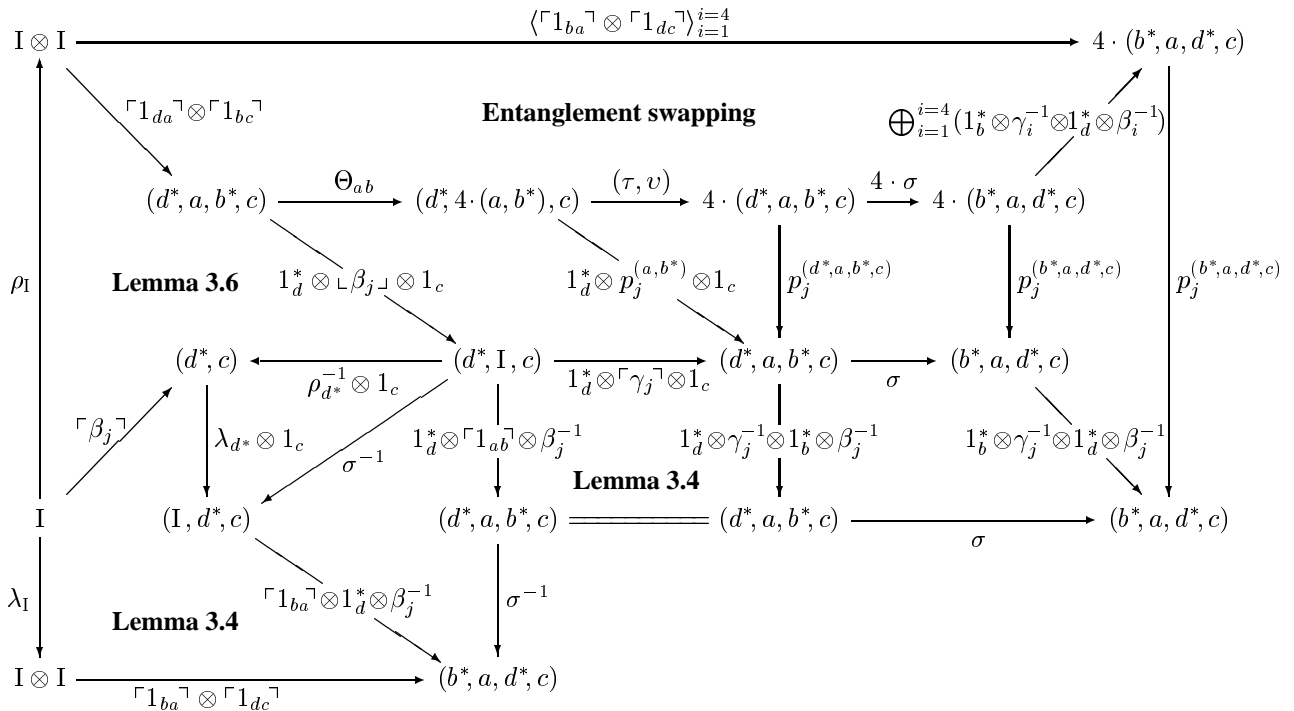 ⟨⌜1_{ba}⌝ ⊗ ⌜1_{dc}⌝⟩_{i=1}^{i=4}
I ⊗ I
4 · (b*, a, d*, c)
⌜1_{da}⌝ ⊗ ⌜1_{bc}⌝
Entanglement swapping
⊕_{i=1}^{i=4}(1_b^* ⊗ γ_i^{-1} ⊗ 1_d^* ⊗ β_i^{-1})
Θ_{ab}
(τ, υ)
4 · σ
(d*, a, b*, c)
(d*, 4·(a, b*), c)
4 · (d*, a, b*, c)
4 · (b*, a, d*, c)
ρ_I
Lemma 3.6
1_d^* ⊗ ⌞β_j⌟ ⊗ 1_c
1_d^* ⊗ p_j^{(a,b*)} ⊗ 1_c
p_j^{(d*,a,b*,c)}
p_j^{(b*,a,d*,c)}
p_j^{(b*,a,d*,c)}
(d*, c)
(d*, I, c)
(d*, a, b*, c)
(b*, a, d*, c)
ρ_{d*}^{-1} ⊗ 1_c
1_d^* ⊗ ⌜γ_j⌝ ⊗ 1_c
σ
⌜β_j⌝
λ_{d*} ⊗ 1_c
σ^{-1}
1_d^* ⊗ ⌜1_{ab}⌝ ⊗ β_j^{-1}
1_d^* ⊗ γ_j^{-1} ⊗ 1_b^* ⊗ β_j^{-1}
1_b^* ⊗ γ_j^{-1} ⊗ 1_d^* ⊗ β_j^{-1}
Lemma 3.4
I
(I, d*, c)
(d*, a, b*, c)
(d*, a, b*, c)
(b*, a, d*, c)
σ
λ_I
⌜1_{ba}⌝ ⊗ 1_d^* ⊗ β_j^{-1}
σ^{-1}
Lemma 3.4
I ⊗ I
(b*, a, d*, c)
⌜1_{ba}⌝ ⊗ ⌜1_{dc}⌝